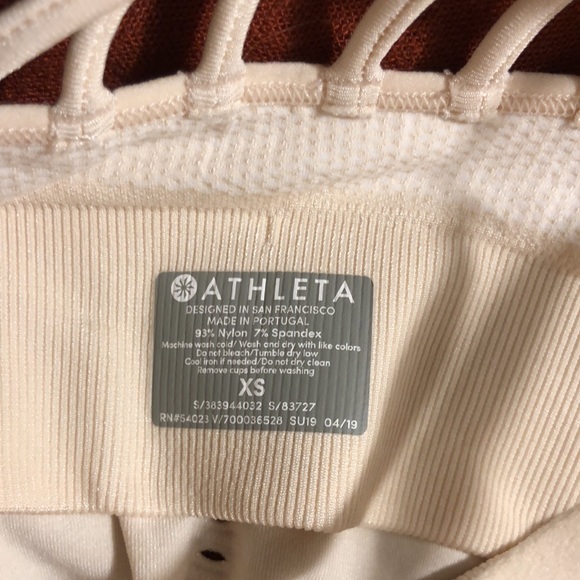 ATHLETA
DESIGNED IN SAN FRANCISCO
MADE IN PORTUGAL
93% Nylon 7% Spandex
Machine wash cold/ Wash and dry with like colors
Do not bleach/Tumble dry low
Cool iron if needed/Do not dry clean
Remove cups before washing
XS
S/383944032 S/83727
RN#54023 V/700036528 SU19 04/19